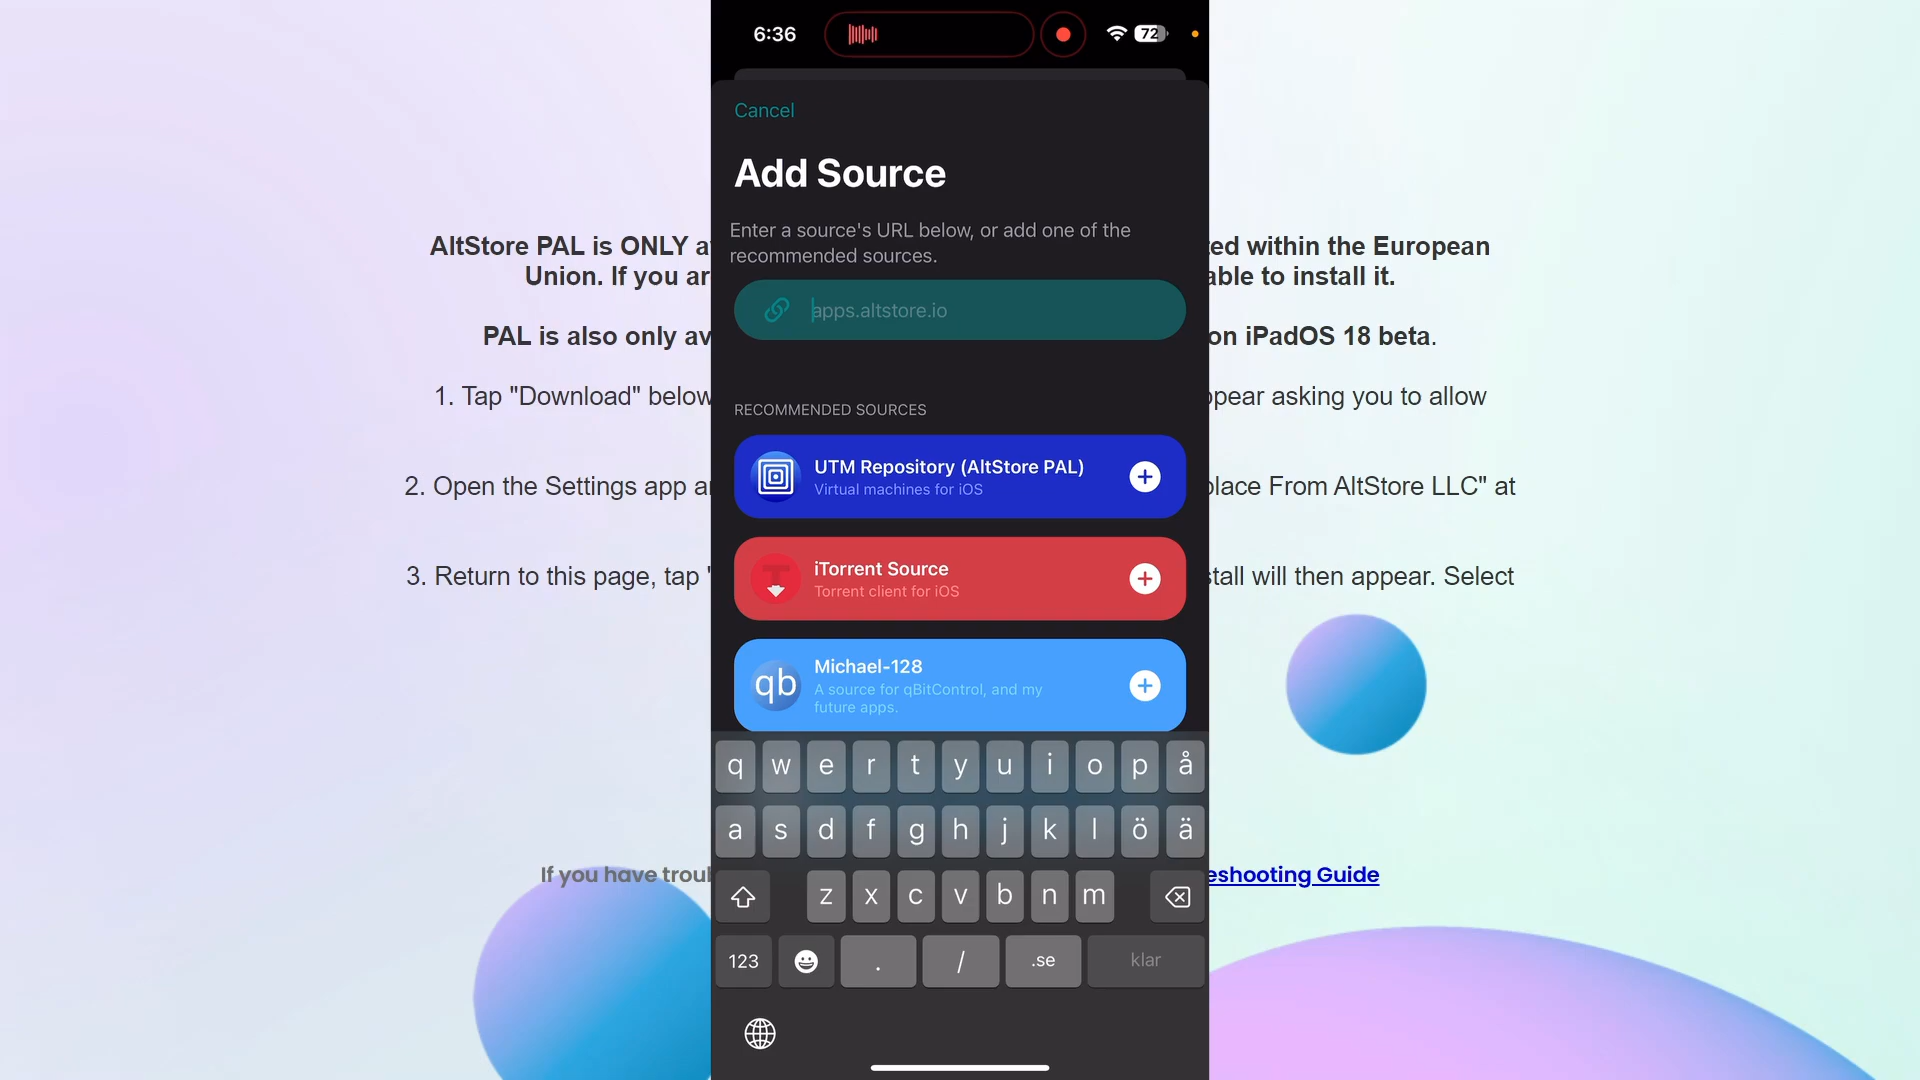 6:36
72
Cancel
Add Source
Enter a source's URL below, or add one of the
recommended sources.
apps.altstore.io
RECOMMENDED SOURCES
UTM Repository (AltStore PAL)
Virtual machines for iOS
iTorrent Source
Torrent client for iOS
qb
Michael-128
A source for qBitControl, and my
future apps.
q w e r t y u i o p å
a s d f g h j k l ö ä
z x c v b n m
123 . / .se klar
AltStore PAL is ONLY a
ted within the European
Union. If you ar
able to install it.
PAL is also only av
on iPadOS 18 beta.
1. Tap "Download" below
ppear asking you to allow
2. Open the Settings app a
place From AltStore LLC" at
3. Return to this page, tap "
stall will then appear. Select
If you have troul
eshooting Guide